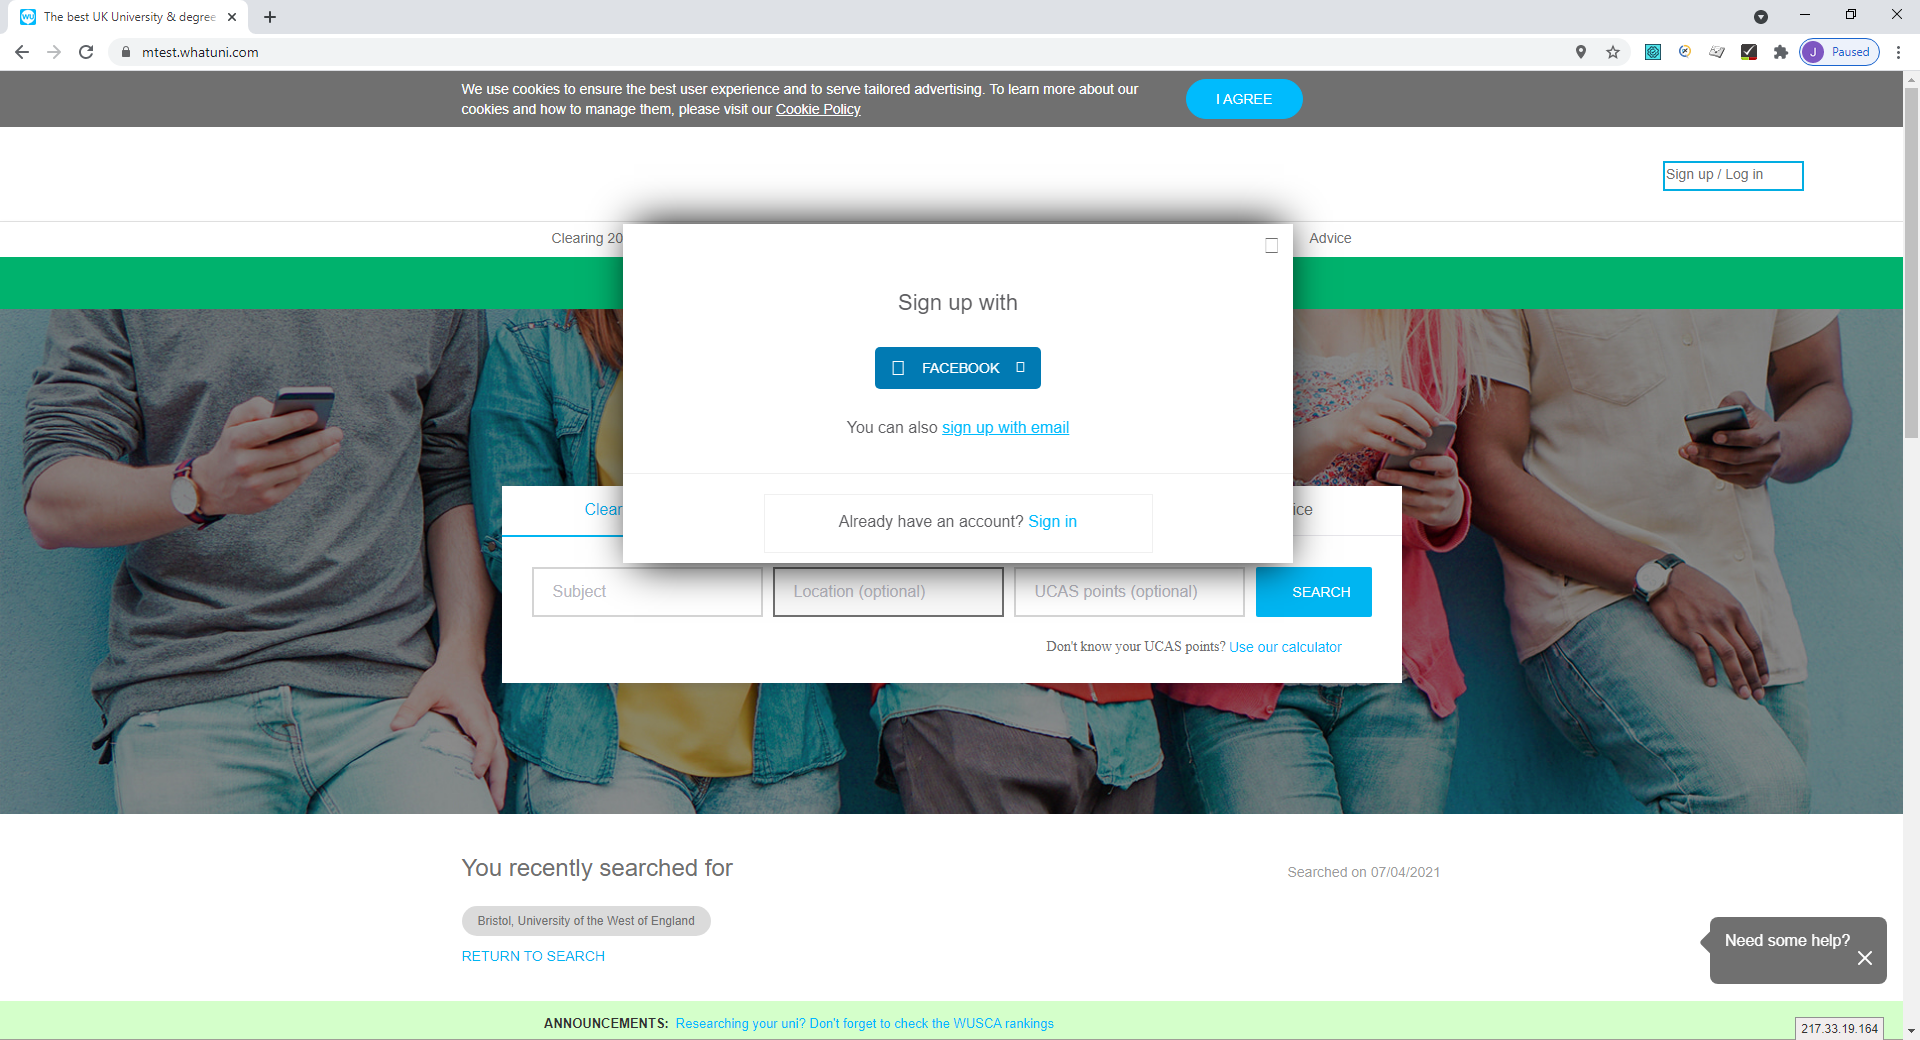 The best UK University & degree
mtest.whatuni.com
J Paused
We use cookies to ensure the best user experience and to serve tailored advertising. To learn more about our
cookies and how to manage them, please visit our Cookie Policy
I AGREE
Sign up / Log in
Clearing 20
Advice
Sign up with
FACEBOOK
You can also sign up with email
Already have an account? Sign in
Clear
ice
Subject
Location (optional)
UCAS points (optional)
SEARCH
Don't know your UCAS points? Use our calculator
You recently searched for
Searched on 07/04/2021
Bristol, University of the West of England
RETURN TO SEARCH
Need some help?
ANNOUNCEMENTS: Researching your uni? Don't forget to check the WUSCA rankings
217.33.19.164